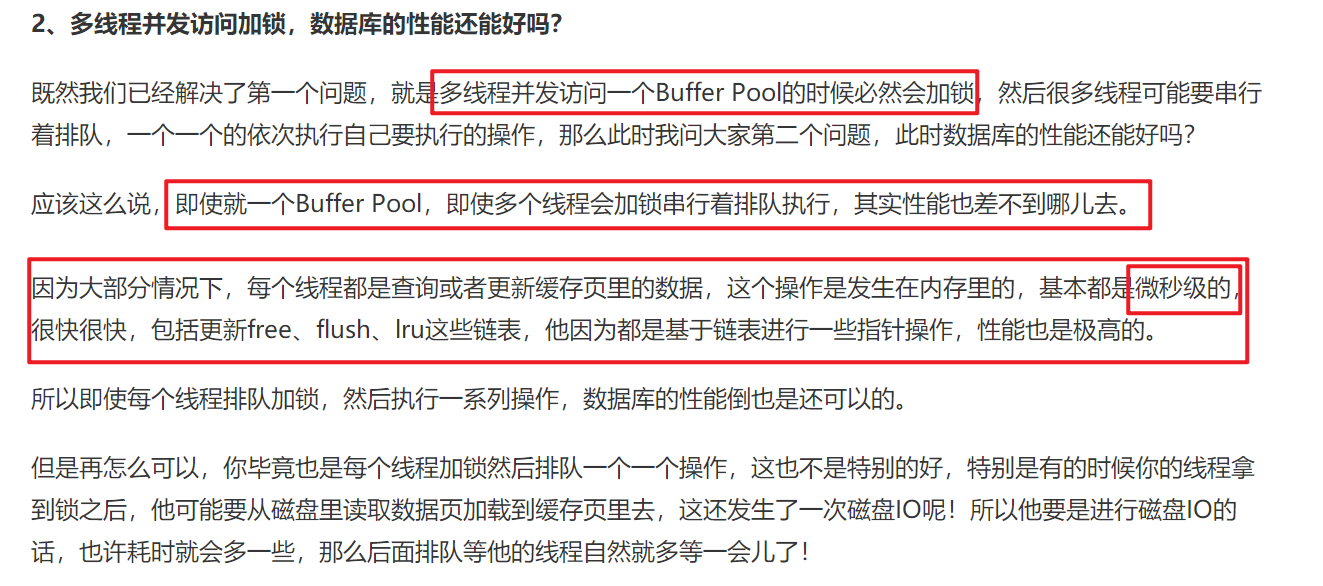 2、多线程并发访问加锁，数据库的性能还能好吗？
既然我们已经解决了第一个问题，就是多线程并发访问一个Buffer Pool的时候必然会加锁，然后很多线程可能要串行
着排队，一个一个的依次执行自己要执行的操作，那么此时我问大家第二个问题，此时数据库的性能还能好吗？
应该这么说，即使就一个Buffer Pool，即使多个线程会加锁串行着排队执行，其实性能也差不到哪儿去。
因为大部分情况下，每个线程都是查询或者更新缓存页里的数据，这个操作是发生在内存里的，基本都是微秒级的，
很快很快，包括更新free、flush、lru这些链表，他因为都是基于链表进行一些指针操作，性能也是极高的。
所以即使每个线程排队加锁，然后执行一系列操作，数据库的性能倒也是还可以的。
但是再怎么可以，你毕竟也是每个线程加锁然后排队一个一个操作，这也不是特别的好，特别是有的时候你的线程拿
到锁之后，他可能要从磁盘里读取数据页加载到缓存页里去，这还发生了一次磁盘IO呢！所以他要是进行磁盘IO的
话，也许耗时就会多一些，那么后面排队等他的线程自然就多等一会儿了！